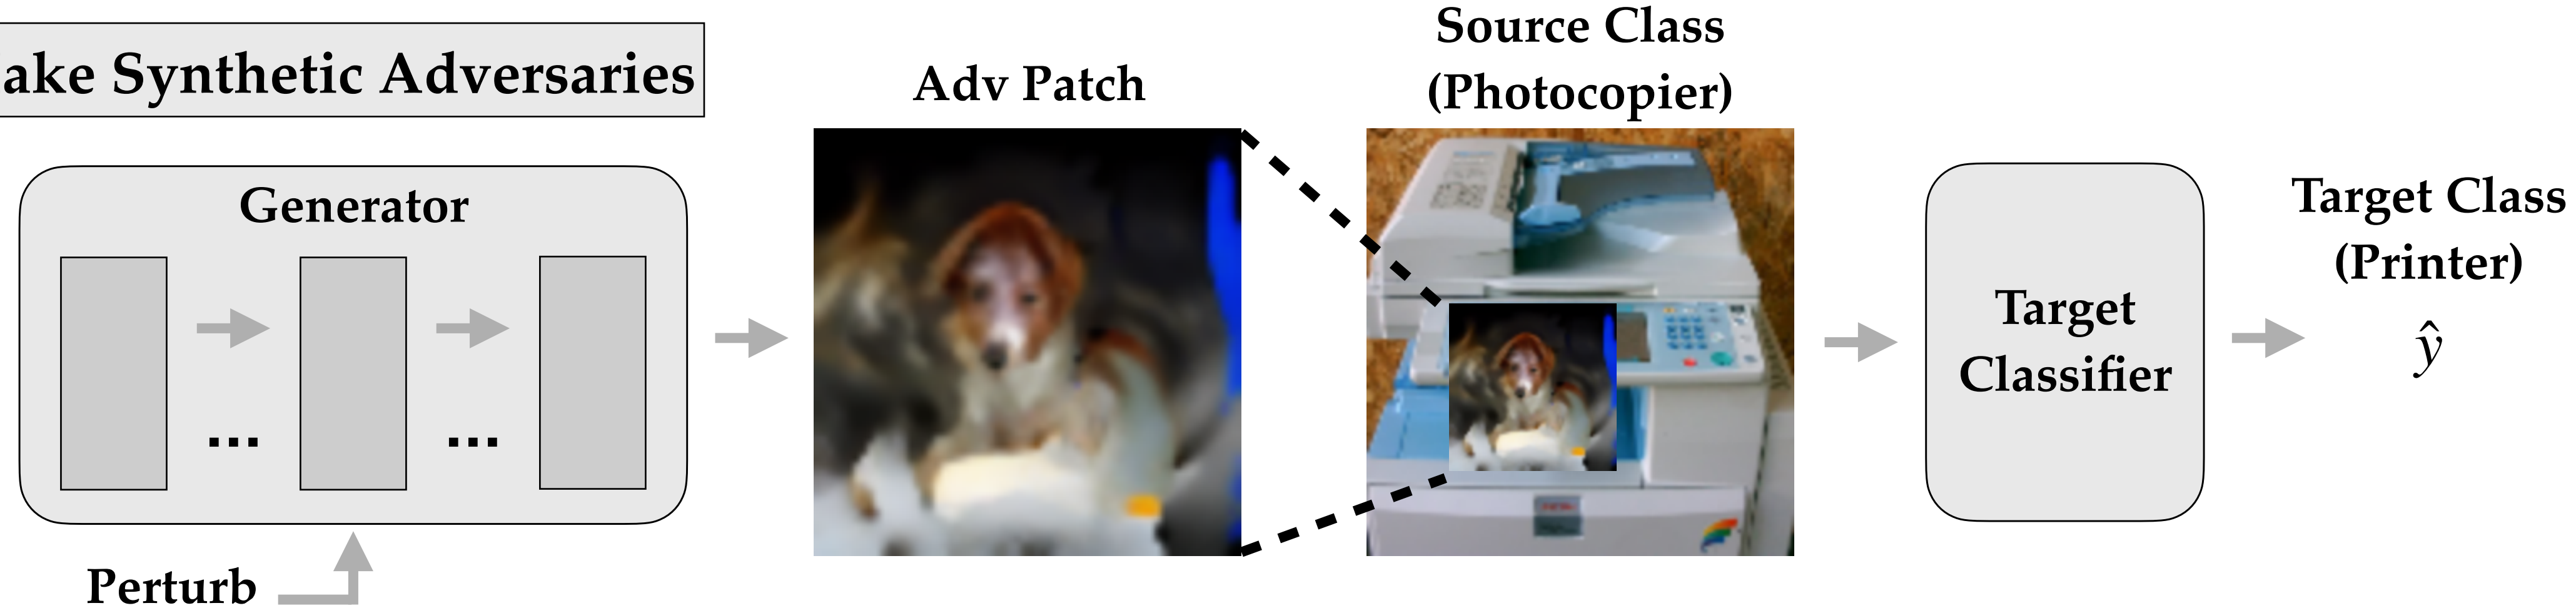 ake Synthetic Adversaries
Generator
...
...
Perturb
Adv Patch
Source Class
(Photocopier)
Target
Classifier
Target Class
(Printer)
ŷ